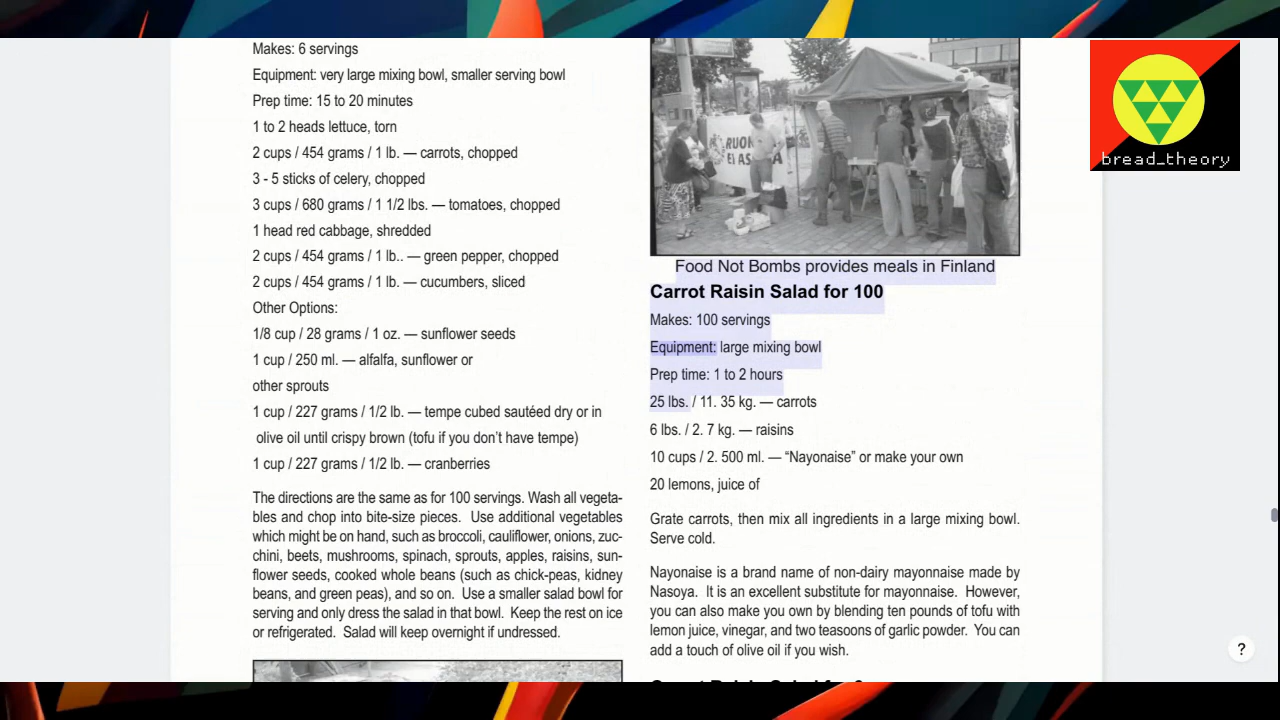 Makes: 6 servings
Equipment: very large mixing bowl, smaller serving bowl
Prep time: 15 to 20 minutes
1 to 2 heads lettuce, torn
2 cups / 454 grams / 1 lb. — carrots, chopped
3 - 5 sticks of celery, chopped
3 cups / 680 grams / 1 1/2 lbs. — tomatoes, chopped
1 head red cabbage, shredded
2 cups / 454 grams / 1 lb.. — green pepper, chopped
2 cups / 454 grams / 1 lb. — cucumbers, sliced
Other Options:
1/8 cup / 28 grams / 1 oz. — sunflower seeds
1 cup / 250 ml. — alfalfa, sunflower or
other sprouts
1 cup / 227 grams / 1/2 lb. — tempe cubed sautéed dry or in
olive oil until crispy brown (tofu if you don't have tempe)
1 cup / 227 grams / 1/2 lb. — cranberries
The directions are the same as for 100 servings. Wash all vegeta-
bles and chop into bite-size pieces. Use additional vegetables
which might be on hand, such as broccoli, cauliflower, onions, zuc-
chini, beets, mushrooms, spinach, sprouts, apples, raisins, sun-
flower seeds, cooked whole beans (such as chick-peas, kidney
beans, and green peas), and so on. Use a smaller salad bowl for
serving and only dress the salad in that bowl. Keep the rest on ice
or refrigerated. Salad will keep overnight if undressed.
RUOK
EI AS A
Food Not Bombs provides meals in Finland
Carrot Raisin Salad for 100
Makes: 100 servings
Equipment: large mixing bowl
Prep time: 1 to 2 hours
25 lbs. / 11. 35 kg. — carrots
6 lbs. / 2. 7 kg. — raisins
10 cups / 2. 500 ml. — “Nayonaise” or make your own
20 lemons, juice of
Grate carrots, then mix all ingredients in a large mixing bowl.
Serve cold.
Nayonaise is a brand name of non-dairy mayonnaise made by
Nasoya. It is an excellent substitute for mayonnaise. However,
you can also make you own by blending ten pounds of tofu with
lemon juice, vinegar, and two teasoons of garlic powder. You can
add a touch of olive oil if you wish.
bread_theory
?